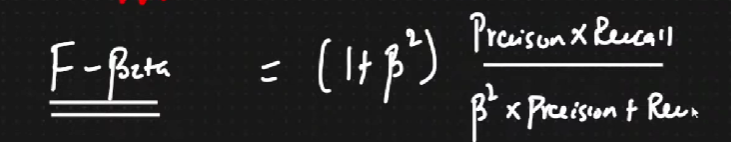 F-Beta = (1+β²) Precison x Recall
β² x Precision + Rec